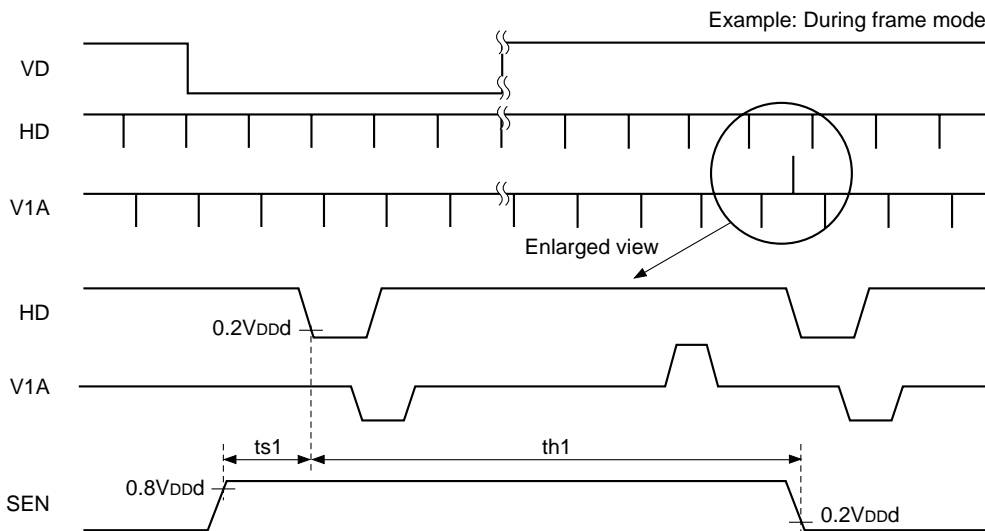 Example: During frame mode
VD
HD
V1A
Enlarged view
HD
0.2VDDd
V1A
ts1
th1
0.8VDDd
SEN
0.2VDDd